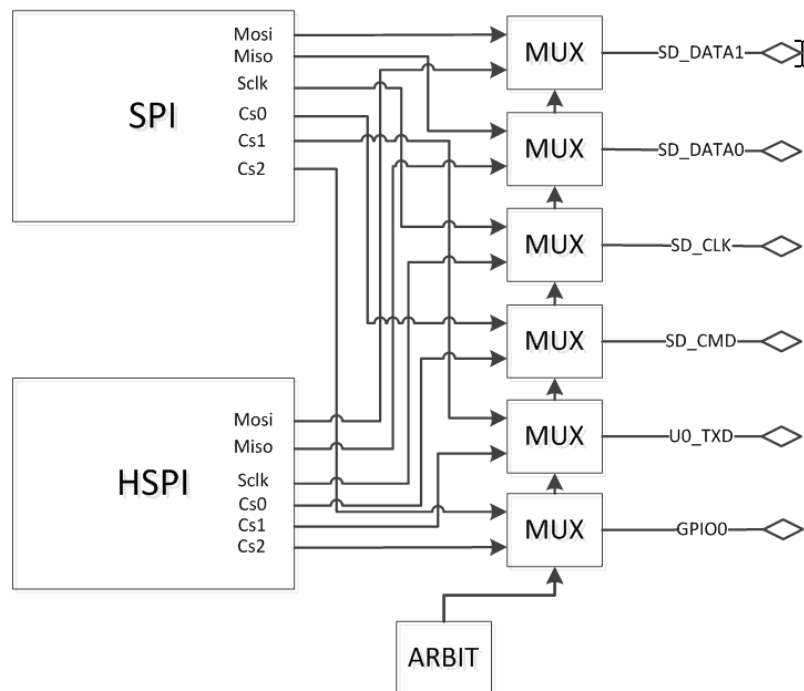 SPI
Mosi
Miso
Sclk
Cs0
Cs1
Cs2
HSPI
Mosi
Miso
Sclk
Cs0
Cs1
Cs2
MUX
SD_DATA1
MUX
SD_DATA0
MUX
SD_CLK
MUX
SD_CMD
MUX
U0_TXD
MUX
GPIO0
ARBIT